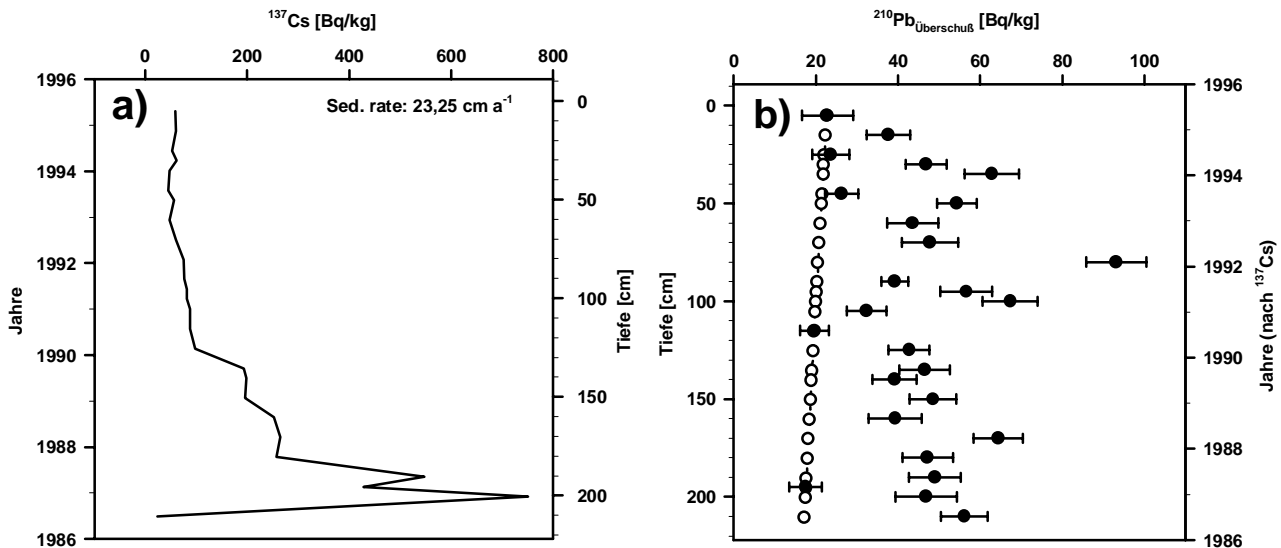 137Cs [Bq/kg]
0 200 400 600 800
1996
1994
1992
1990
1988
1986
Jahre
a)
Sed. rate: 23,25 cm a-1
0
50
100
150
200
Tiefe [cm]
210PbÜberschuß [Bq/kg]
0 20 40 60 80 100
0
50
100
150
200
Tiefe [cm]
b)
1996
1994
1992
1990
1988
1986
Jahre (nach 137Cs)